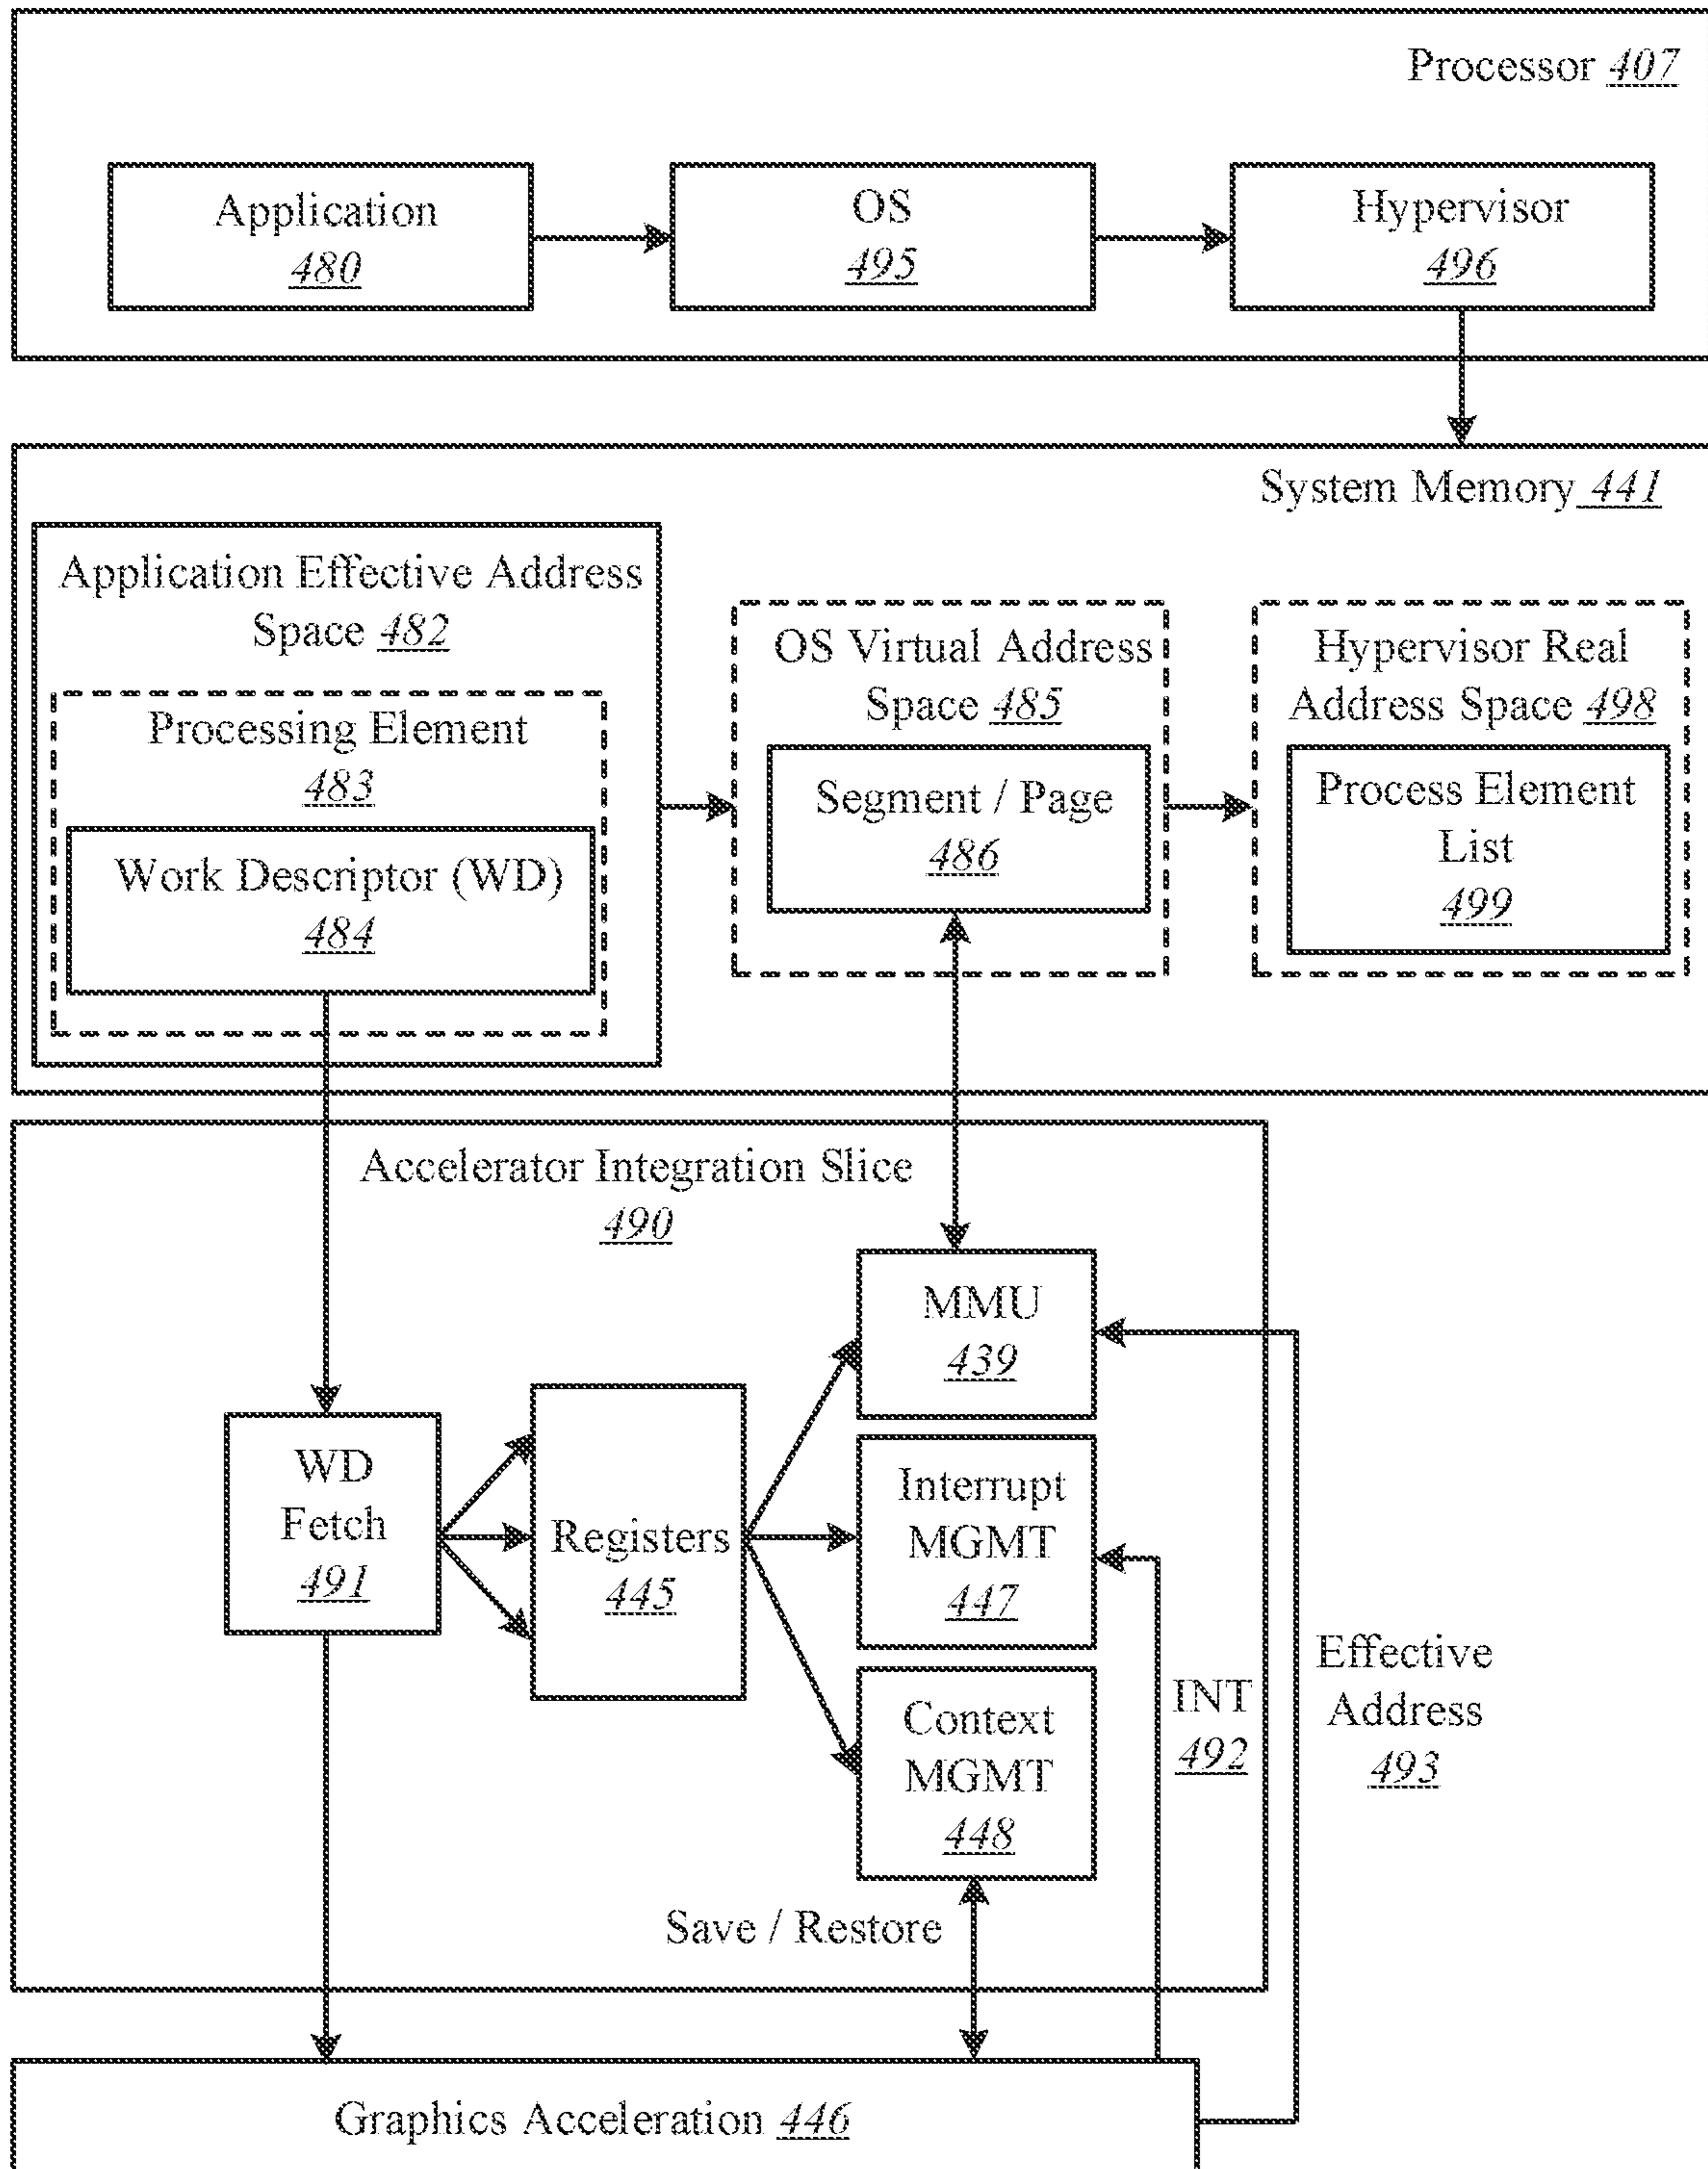 Processor 407
Application
480
OS
495
Hypervisor
496
System Memory 441
Application Effective Address
Space 482
Processing Element
483
Work Descriptor (WD)
484
OS Virtual Address
Space 485
Segment / Page
486
Hypervisor Real
Address Space 498
Process Element
List
499
Accelerator Integration Slice
490
MMU
439
WD
Fetch
491
Registers
445
Interrupt
MGMT
447
Context
MGMT
448
INT
492
Effective
Address
493
Save / Restore
Graphics Acceleration 446